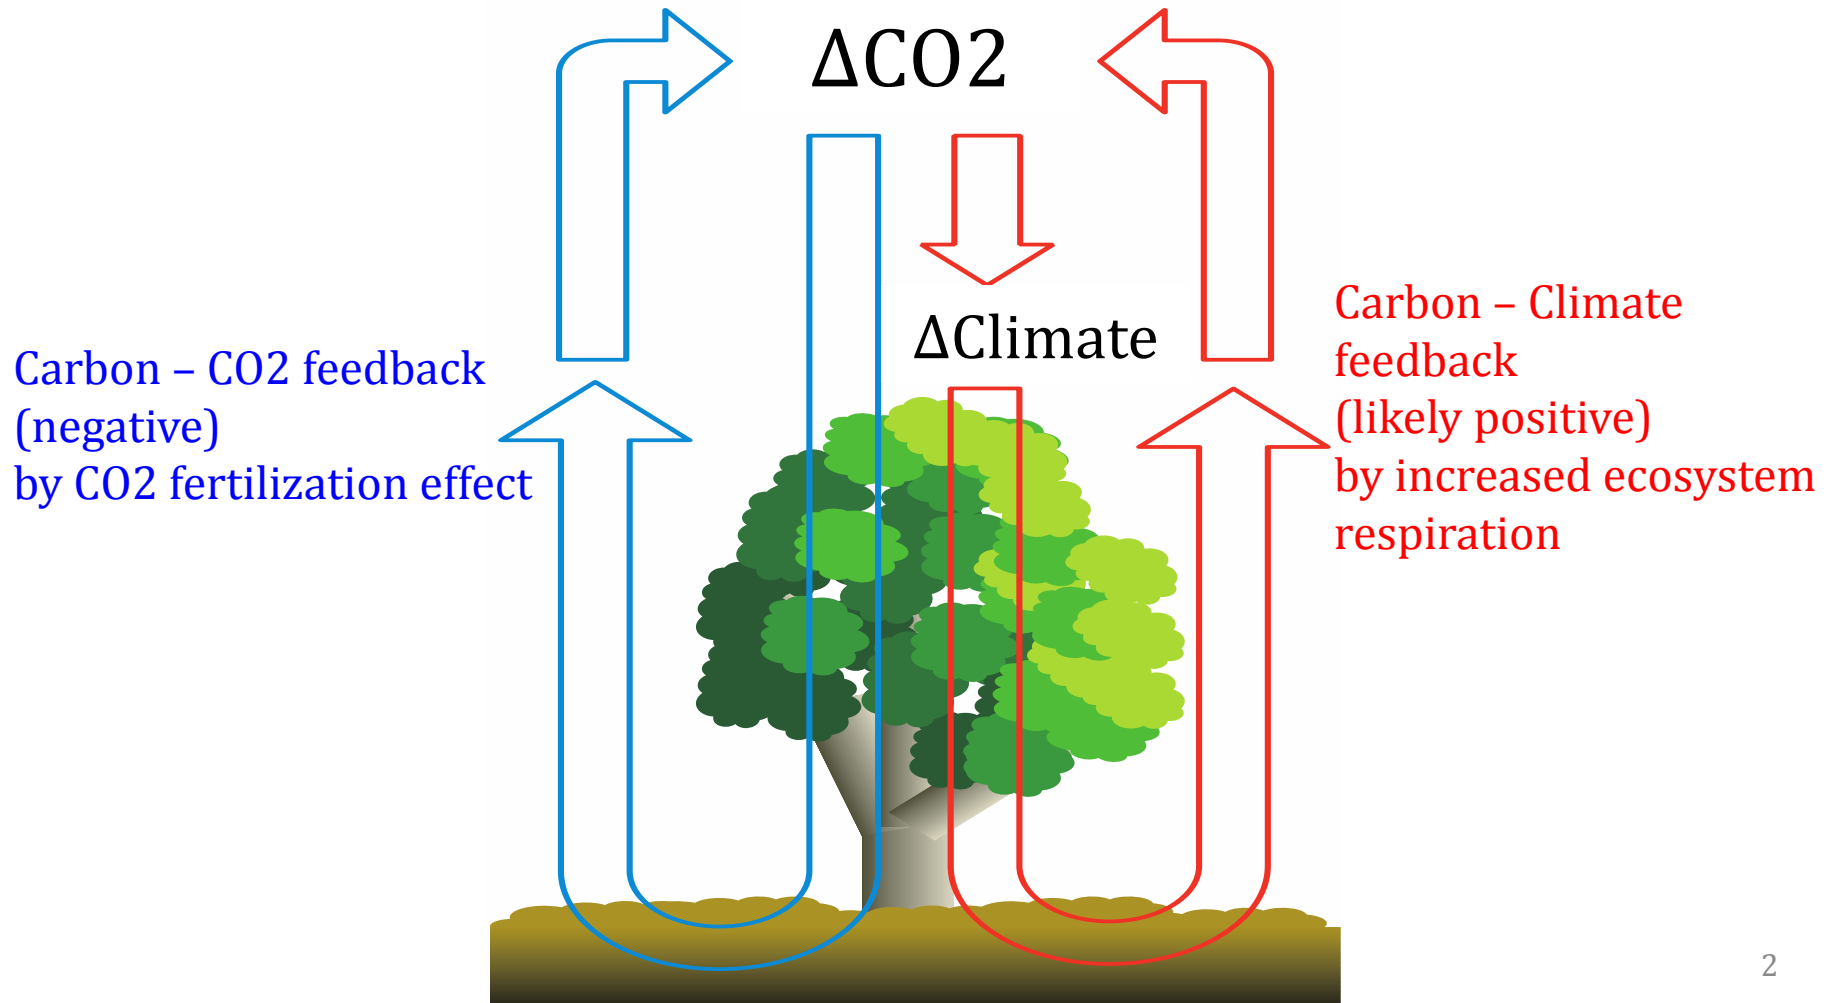 ΔCO2
ΔClimate
Carbon – CO2 feedback
(negative)
by CO2 fertilization effect
Carbon – Climate
feedback
(likely positive)
by increased ecosystem
respiration
2